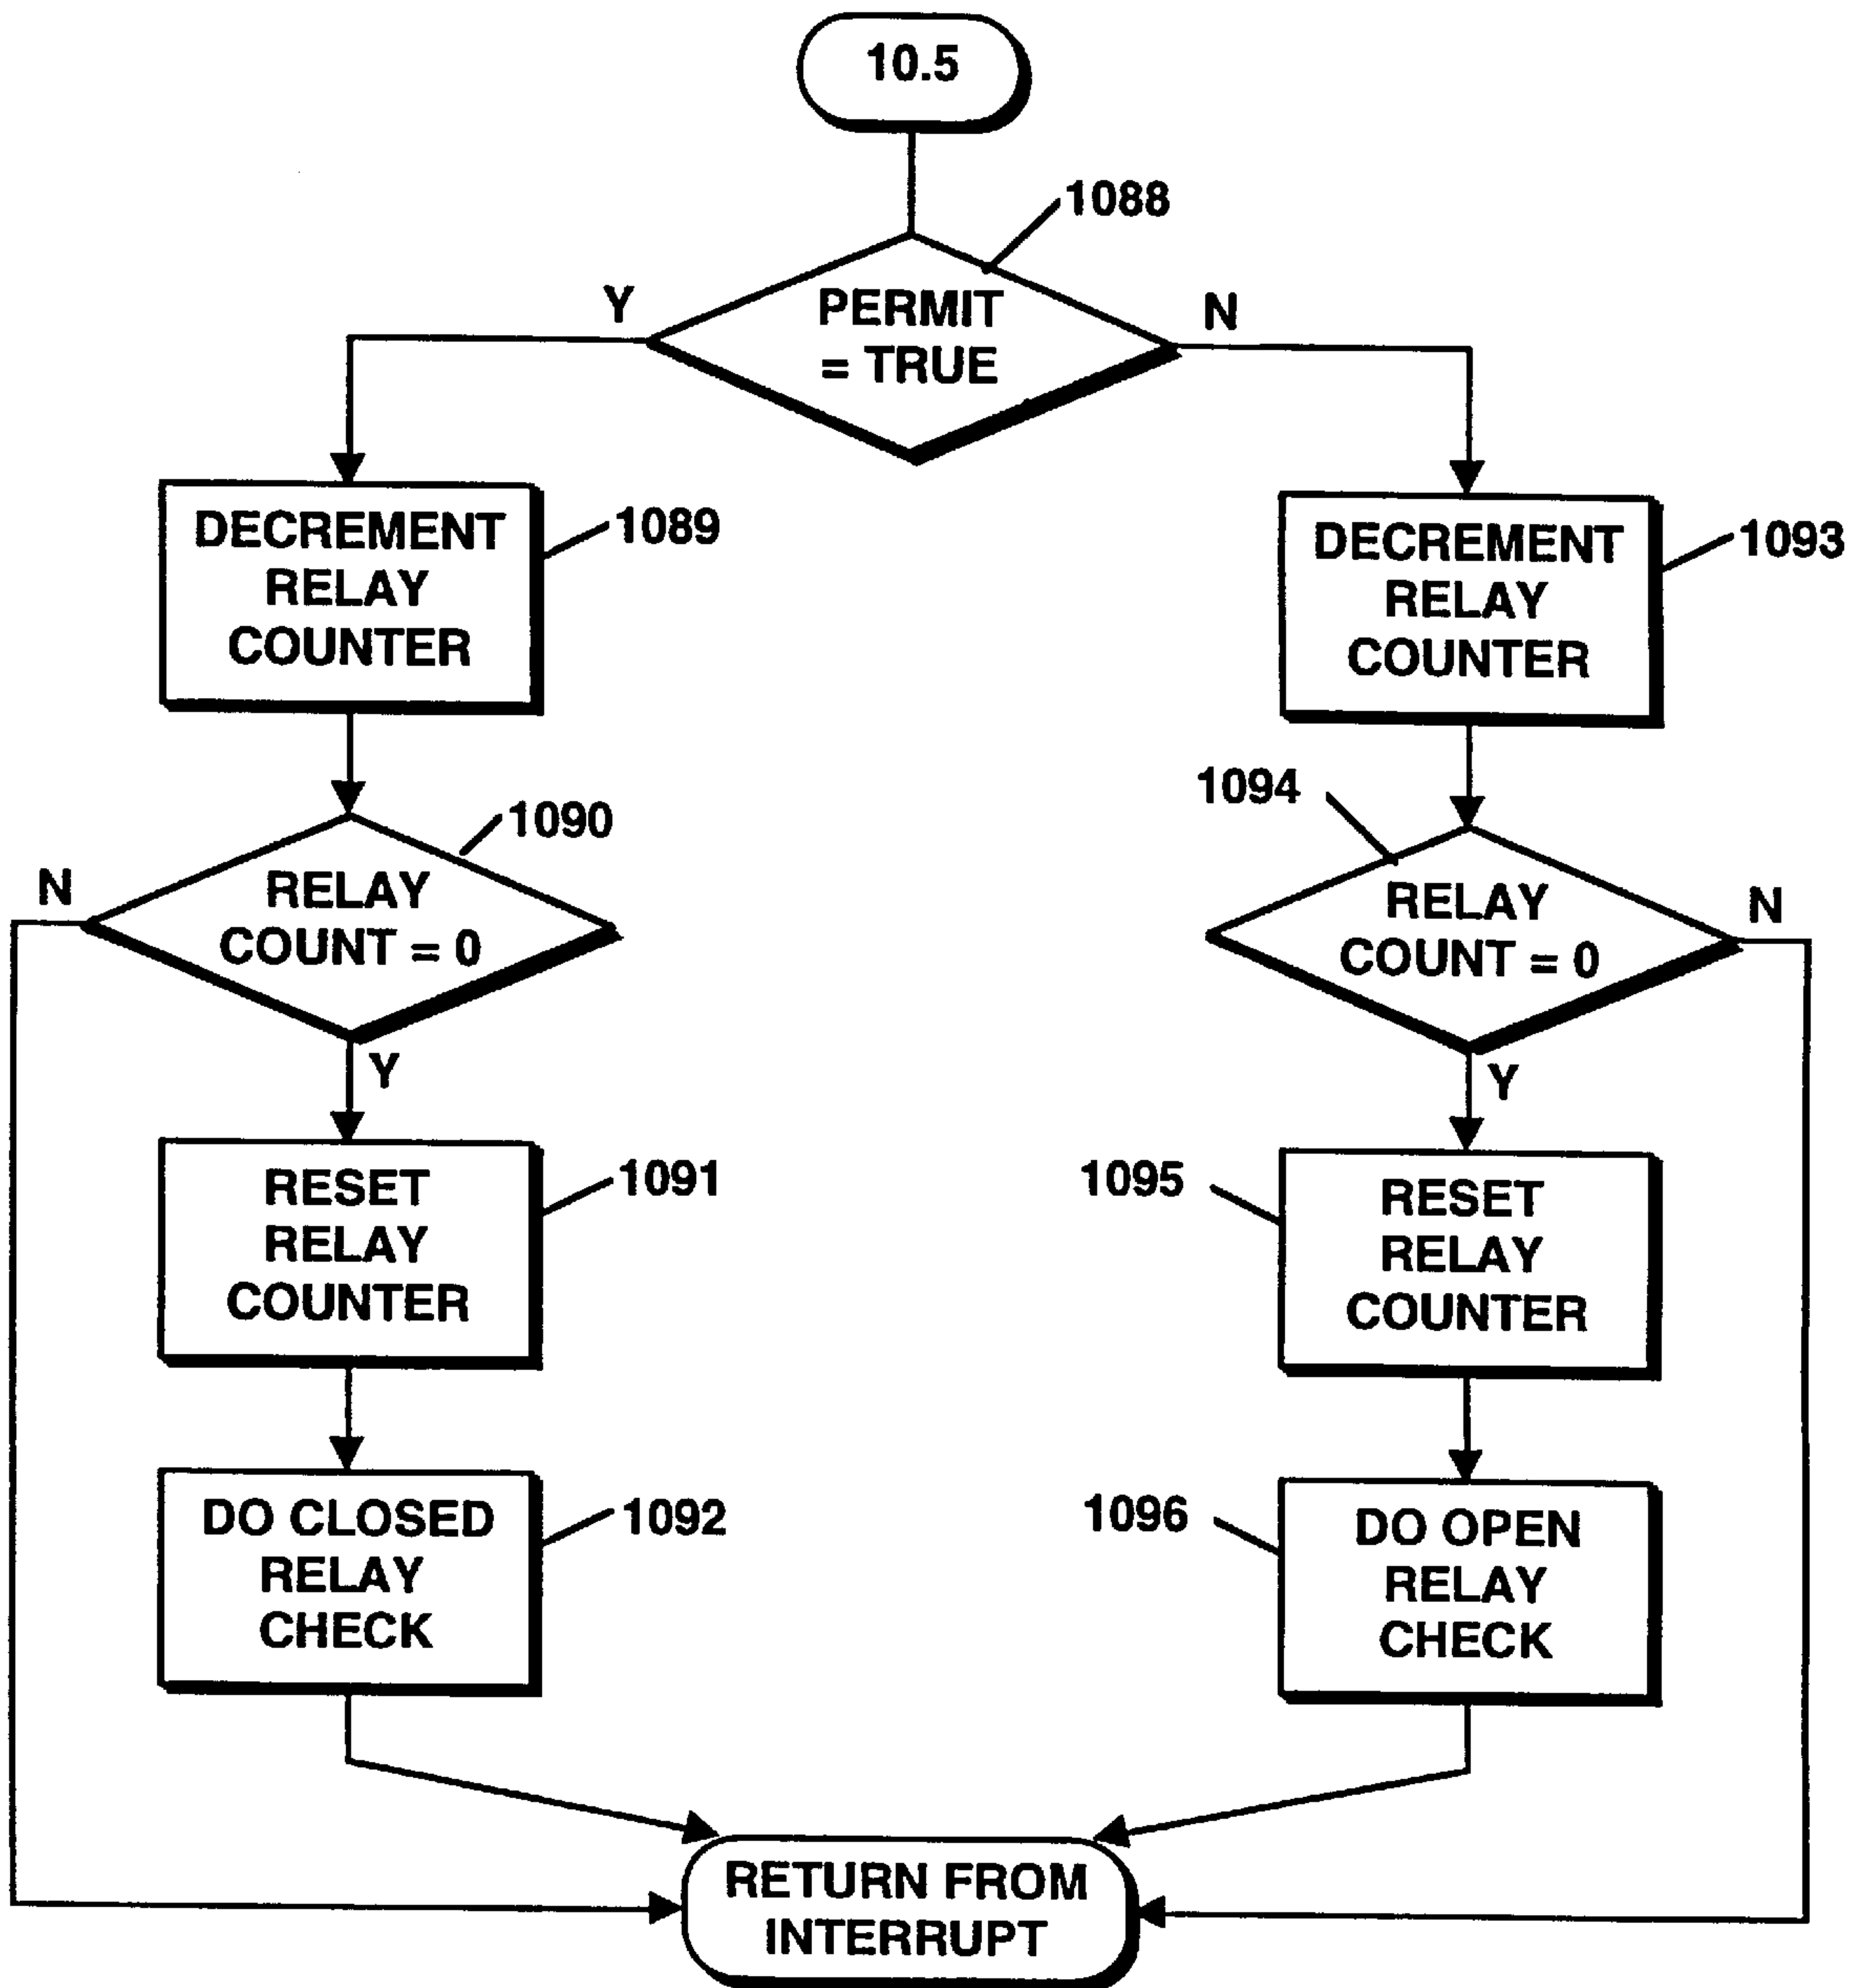 10.5
1088
Y
PERMIT
= TRUE
N
DECREMENT
RELAY
COUNTER
1089
DECREMENT
RELAY
COUNTER
1093
1090
N
RELAY
COUNT = 0
1094
RELAY
COUNT = 0
N
Y
Y
RESET
RELAY
COUNTER
1091
1095
RESET
RELAY
COUNTER
DO CLOSED
RELAY
CHECK
1092
1096
DO OPEN
RELAY
CHECK
RETURN FROM
INTERRUPT